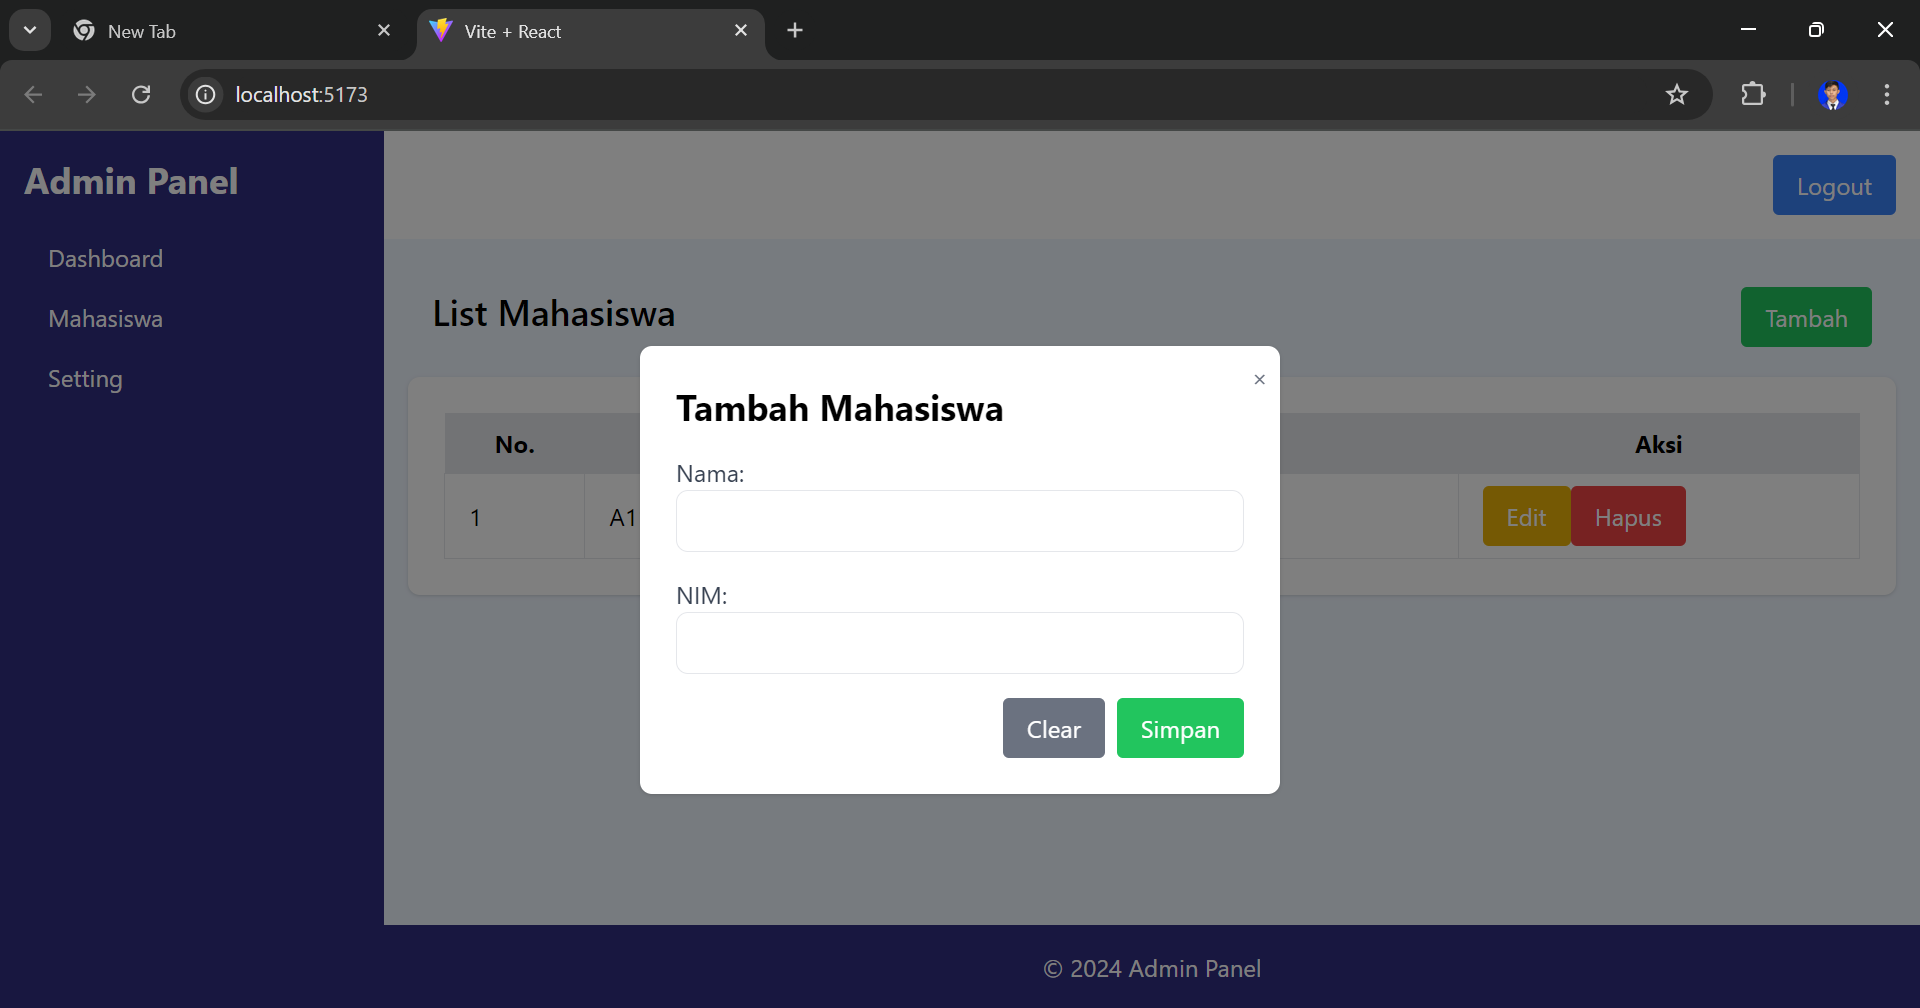 New Tab
Vite + React
localhost:5173
Admin Panel
Logout
Dashboard
Mahasiswa
Setting
List Mahasiswa
Tambah
×
Tambah Mahasiswa
No.
Aksi
Nama:
1
A1
Edit
Hapus
NIM:
Clear
Simpan
© 2024 Admin Panel